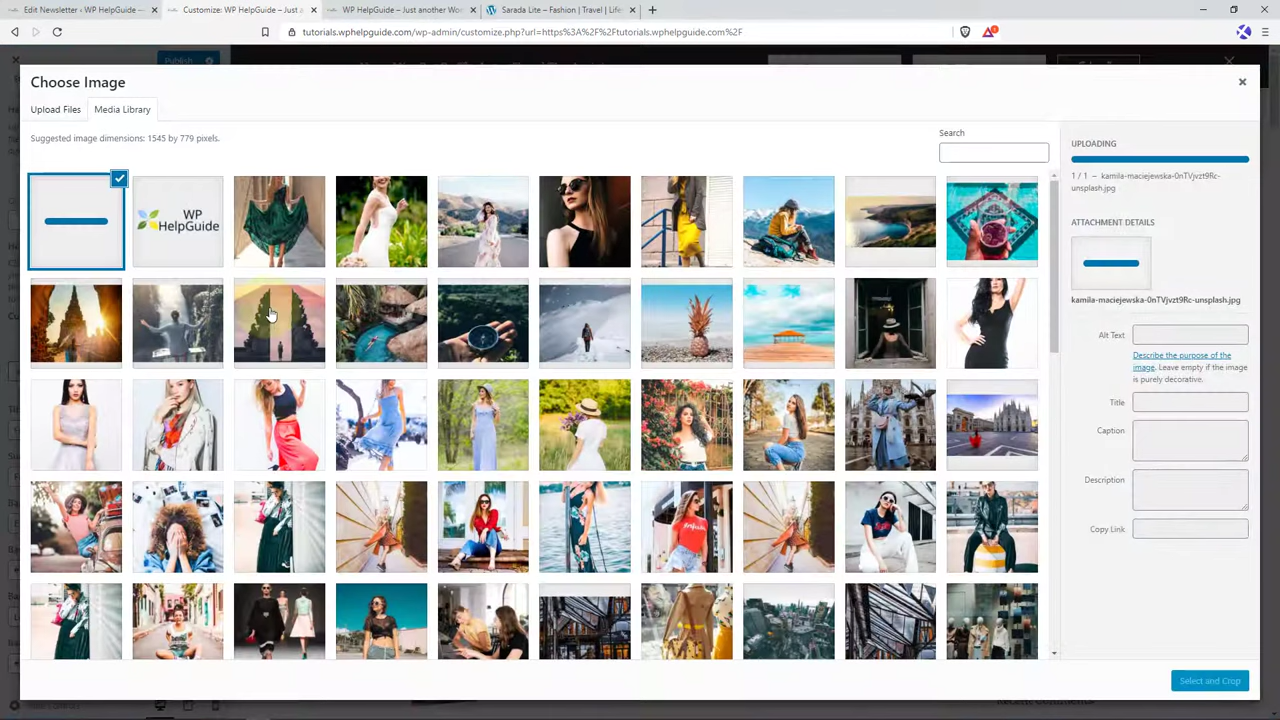 Edit Newsletter ‹ WP HelpGuide —
Customize: WP HelpGuide – Just a
WP HelpGuide – Just another Wo
Sarada Lite – Fashion | Travel | Life
tutorials.wphelpguide.com/wp-admin/customize.php?url=https%3A%2F%2Ftutorials.wphelpguide.com%2F
Publish
Choose Image
Upload Files
Media Library
Suggested image dimensions: 1545 by 779 pixels.
Search
WP
HelpGuide
UPLOADING
1 / 1 – kamila-maciejewska-0nTVjvzt9Rc-
unsplash.jpg
ATTACHMENT DETAILS
kamila-maciejewska-0nTVjvzt9Rc-unsplash.jpg
Alt Text
Describe the purpose of the
image. Leave empty if the image
is purely decorative.
Title
Caption
Description
Copy Link
Select and Crop